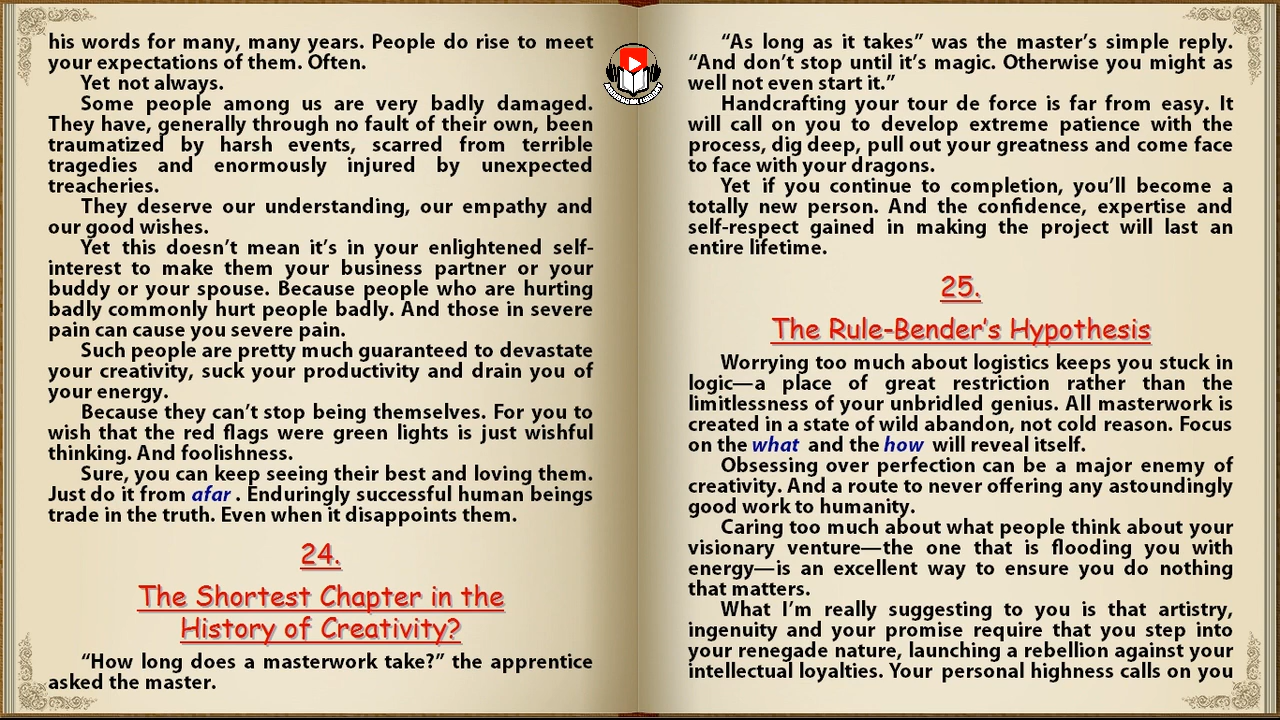 his words for many, many years. People do rise to meet
your expectations of them. Often.
Yet not always.
Some people among us are very badly damaged.
They have, generally through no fault of their own, been
traumatized by harsh events, scarred from terrible
tragedies and enormously injured by unexpected
treacheries.
They deserve our understanding, our empathy and
our good wishes.
Yet this doesn’t mean it’s in your enlightened self-
interest to make them your business partner or your
buddy or your spouse. Because people who are hurting
badly commonly hurt people badly. And those in severe
pain can cause you severe pain.
Such people are pretty much guaranteed to devastate
your creativity, suck your productivity and drain you of
your energy.
Because they can’t stop being themselves. For you to
wish that the red flags were green lights is just wishful
thinking. And foolishness.
Sure, you can keep seeing their best and loving them.
Just do it from afar . Enduringly successful human beings
trade in the truth. Even when it disappoints them.
24.
The Shortest Chapter in the
History of Creativity?
“How long does a masterwork take?” the apprentice
asked the master.
“As long as it takes” was the master’s simple reply.
“And don’t stop until it’s magic. Otherwise you might as
well not even start it.”
Handcrafting your tour de force is far from easy. It
will call on you to develop extreme patience with the
process, dig deep, pull out your greatness and come face
to face with your dragons.
Yet if you continue to completion, you’ll become a
totally new person. And the confidence, expertise and
self-respect gained in making the project will last an
entire lifetime.
25.
The Rule-Bender’s Hypothesis
Worrying too much about logistics keeps you stuck in
logic—a place of great restriction rather than the
limitlessness of your unbridled genius. All masterwork is
created in a state of wild abandon, not cold reason. Focus
on the what and the how will reveal itself.
Obsessing over perfection can be a major enemy of
creativity. And a route to never offering any astoundingly
good work to humanity.
Caring too much about what people think about your
visionary venture—the one that is flooding you with
energy—is an excellent way to ensure you do nothing
that matters.
What I’m really suggesting to you is that artistry,
ingenuity and your promise require that you step into
your renegade nature, launching a rebellion against your
intellectual loyalties. Your personal highness calls on you